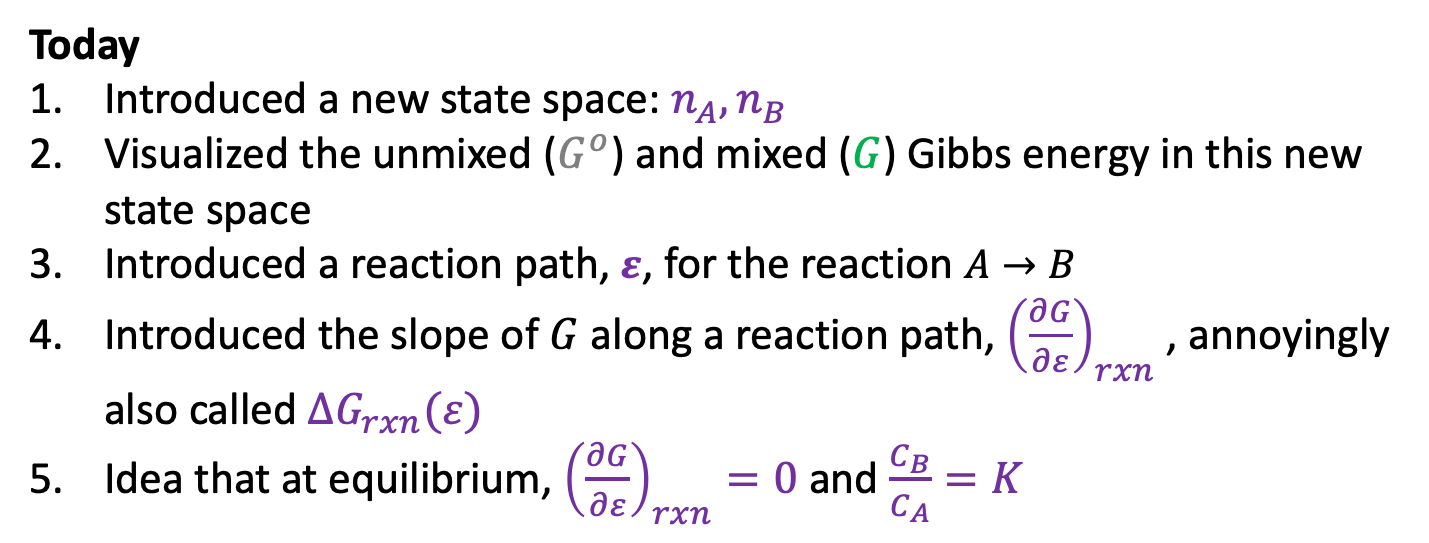 Today
1. Introduced a new state space: n_A, n_B
2. Visualized the unmixed (G^o) and mixed (G) Gibbs energy in this new
state space
3. Introduced a reaction path, ε, for the reaction A → B
4. Introduced the slope of G along a reaction path, (∂G/∂ε)_rxn , annoyingly
also called ΔG_rxn(ε)
5. Idea that at equilibrium, (∂G/∂ε)_rxn = 0 and C_B/C_A = K